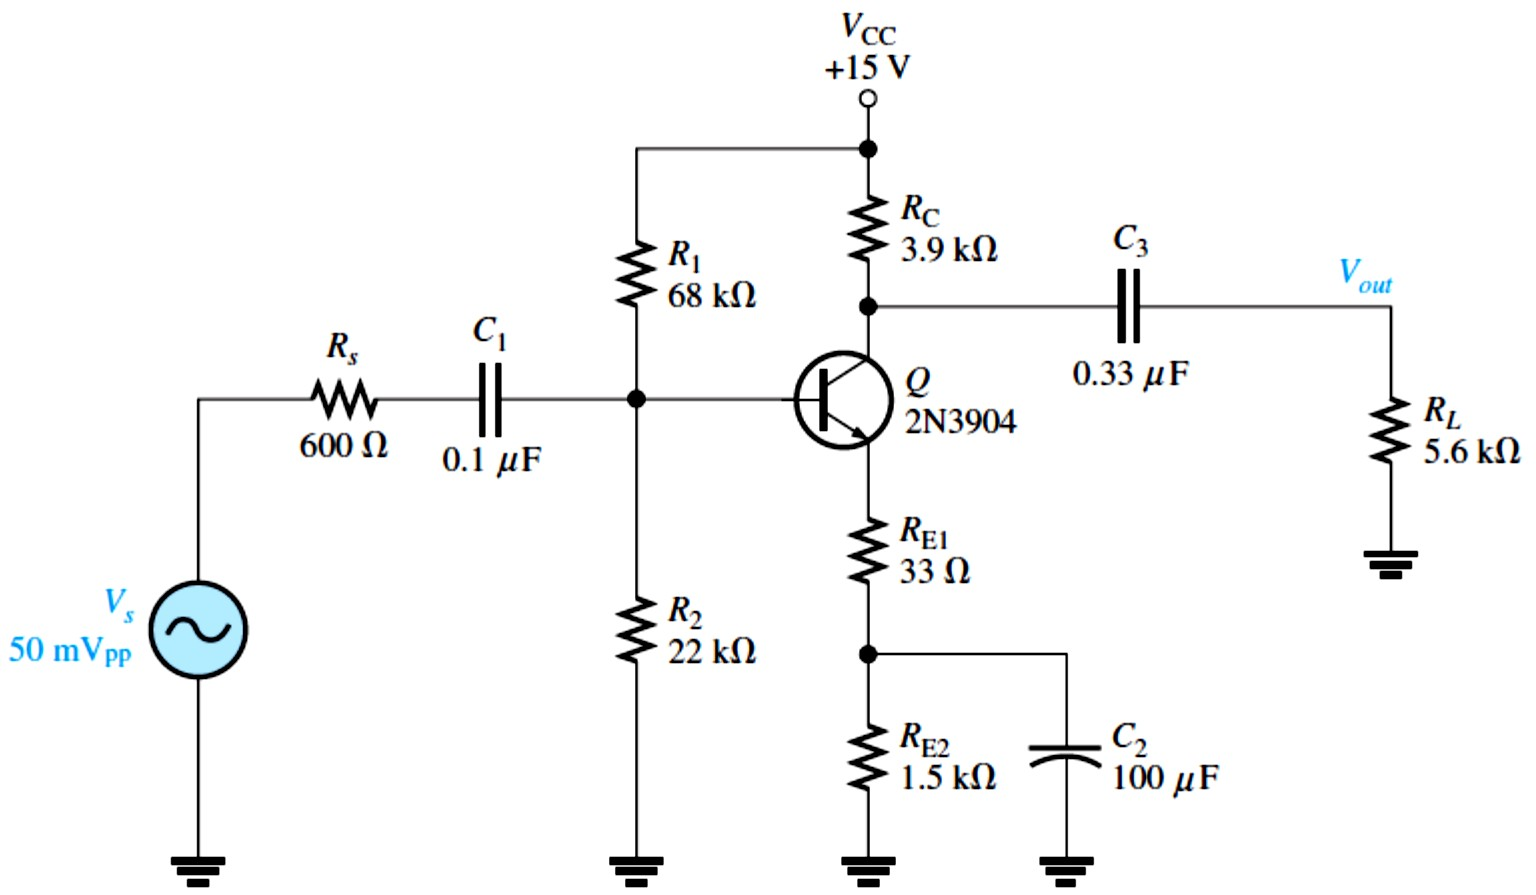 V_CC
+15 V
R_C
3.9 kΩ
C_3
0.33 μF
V_out
R_1
68 kΩ
R_s
600 Ω
C_1
0.1 μF
Q
2N3904
R_L
5.6 kΩ
R_E1
33 Ω
V_s
50 mV_PP
R_2
22 kΩ
R_E2
1.5 kΩ
C_2
100 μF